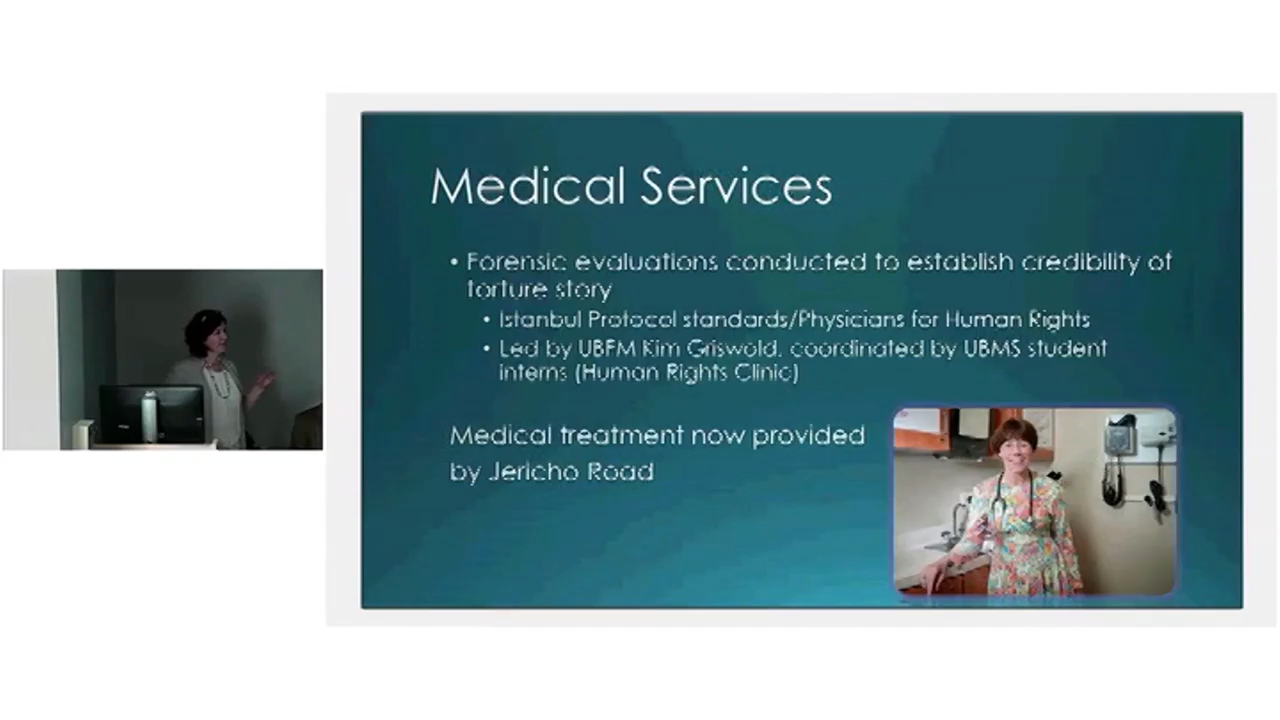 Medical Services
• Forensic evaluations conducted to establish credibility of
torture story
• Istanbul Protocol standards/Physicians for Human Rights
• Led by UBFM Kim Griswold, coordinated by UBMS student
interns (Human Rights Clinic)
Medical treatment now provided
by Jericho Road